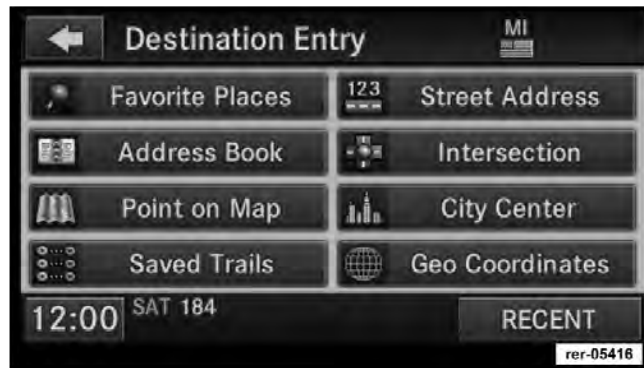 Destination Entry
MI
Favorite Places
123 Street Address
Address Book
Intersection
Point on Map
City Center
Saved Trails
Geo Coordinates
12:00 SAT 184
RECENT
rer-05416